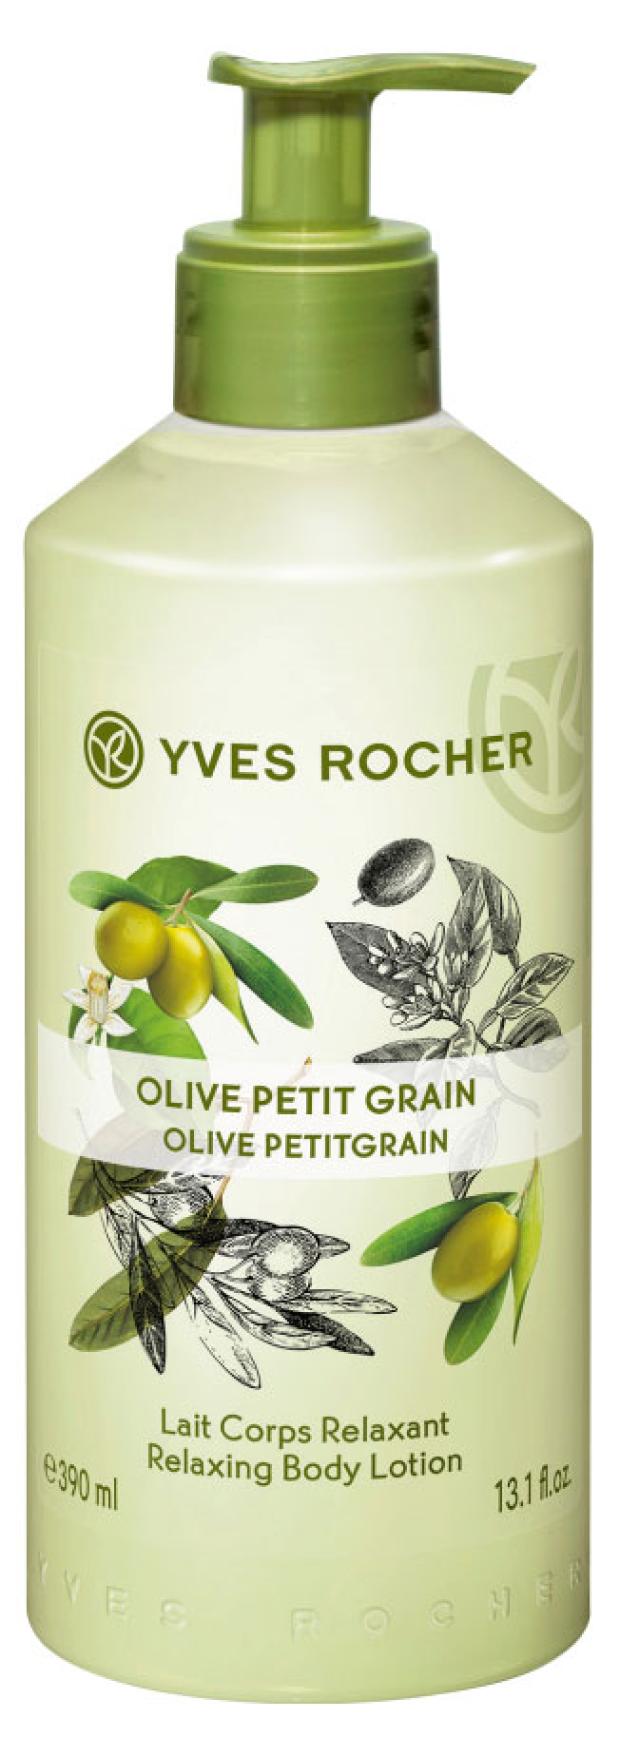 YVES ROCHER
OLIVE PETIT GRAIN
OLIVE PETITGRAIN
Lait Corps Relaxant
Relaxing Body Lotion
℮390 ml
13.1 fl.oz.
YVES ROCHER